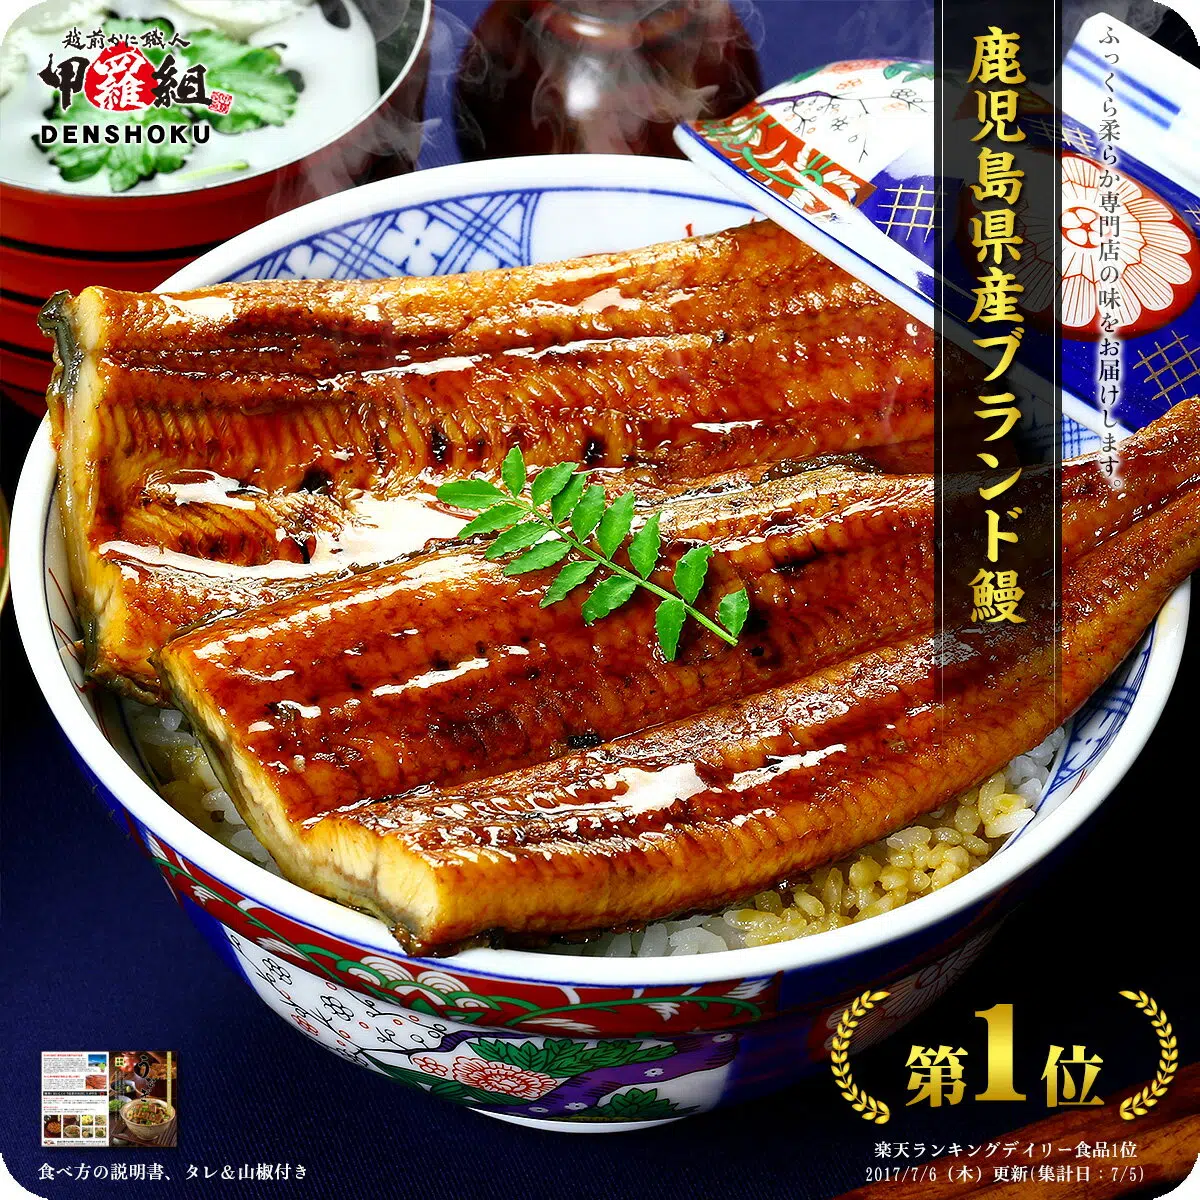 越前かに職人
甲羅組
DENSHOKU
鹿児島県産ブランド鰻
ふっくら柔らか専門店の味をお届けします。
第1位
楽天ランキングデイリー食品1位
2017/7/6（木）更新(集計日：7/5)
食べ方の説明書、タレ＆山椒付き